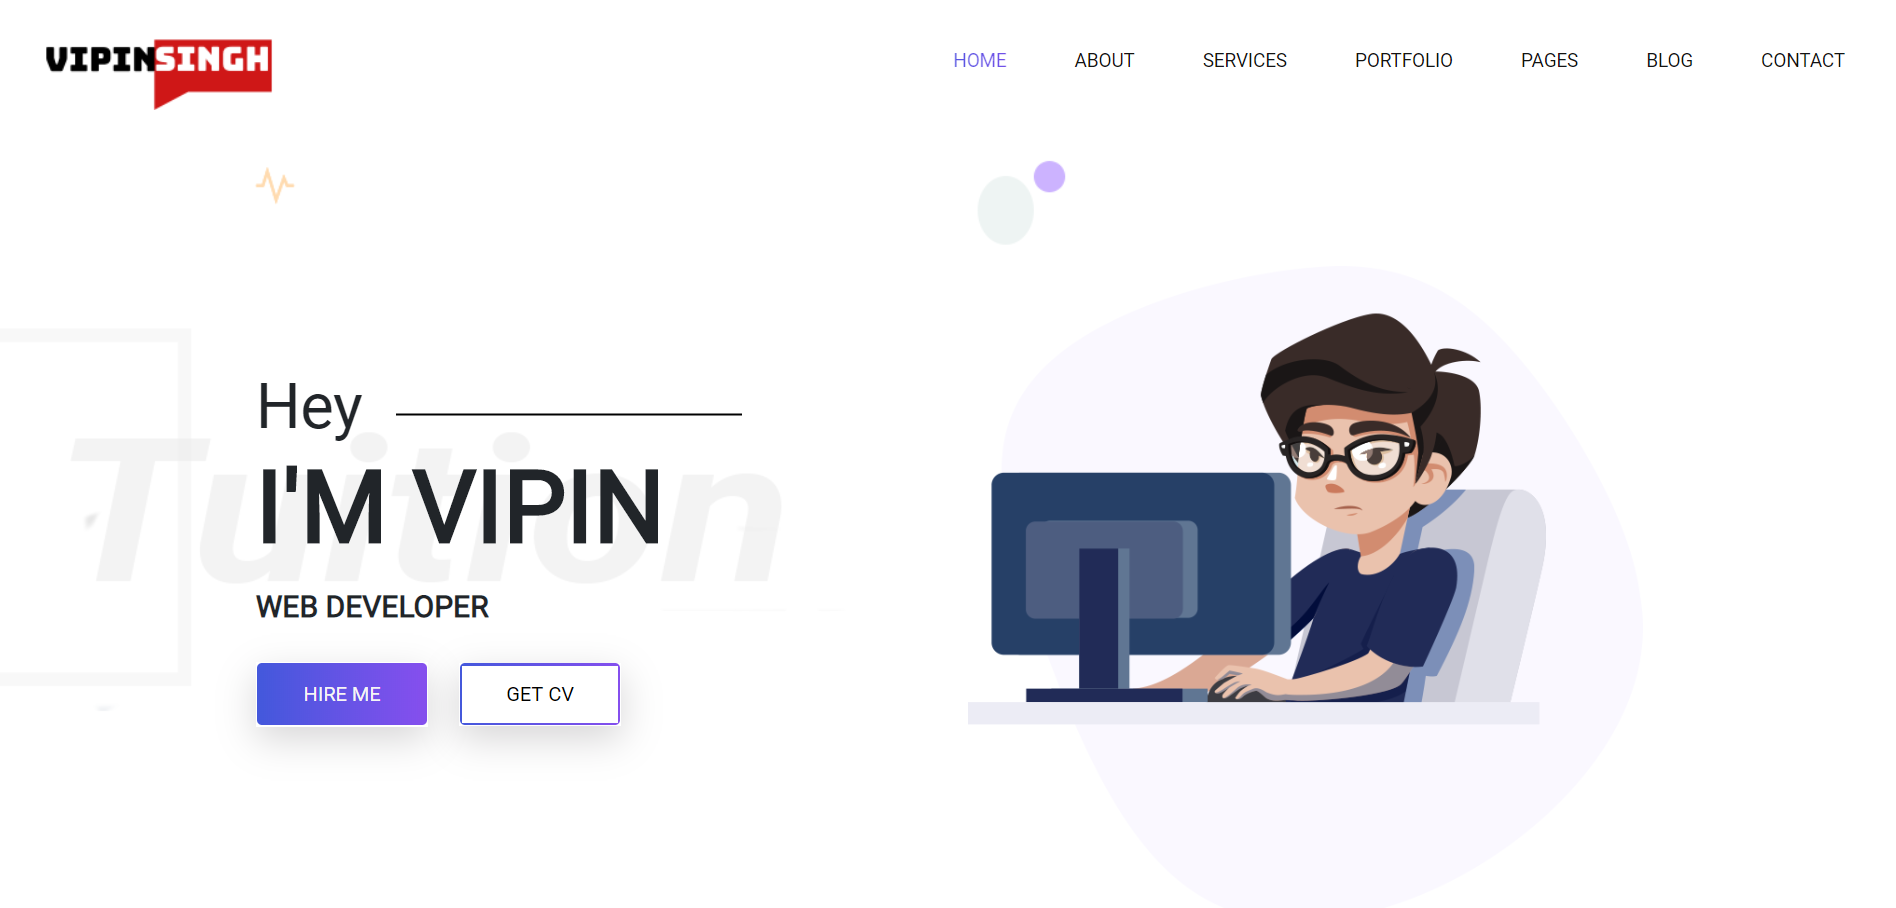 VIPINSINGH
HOME ABOUT SERVICES PORTFOLIO PAGES BLOG CONTACT
Hey
Tuition
I'M VIPIN
WEB DEVELOPER
HIRE ME GET CV